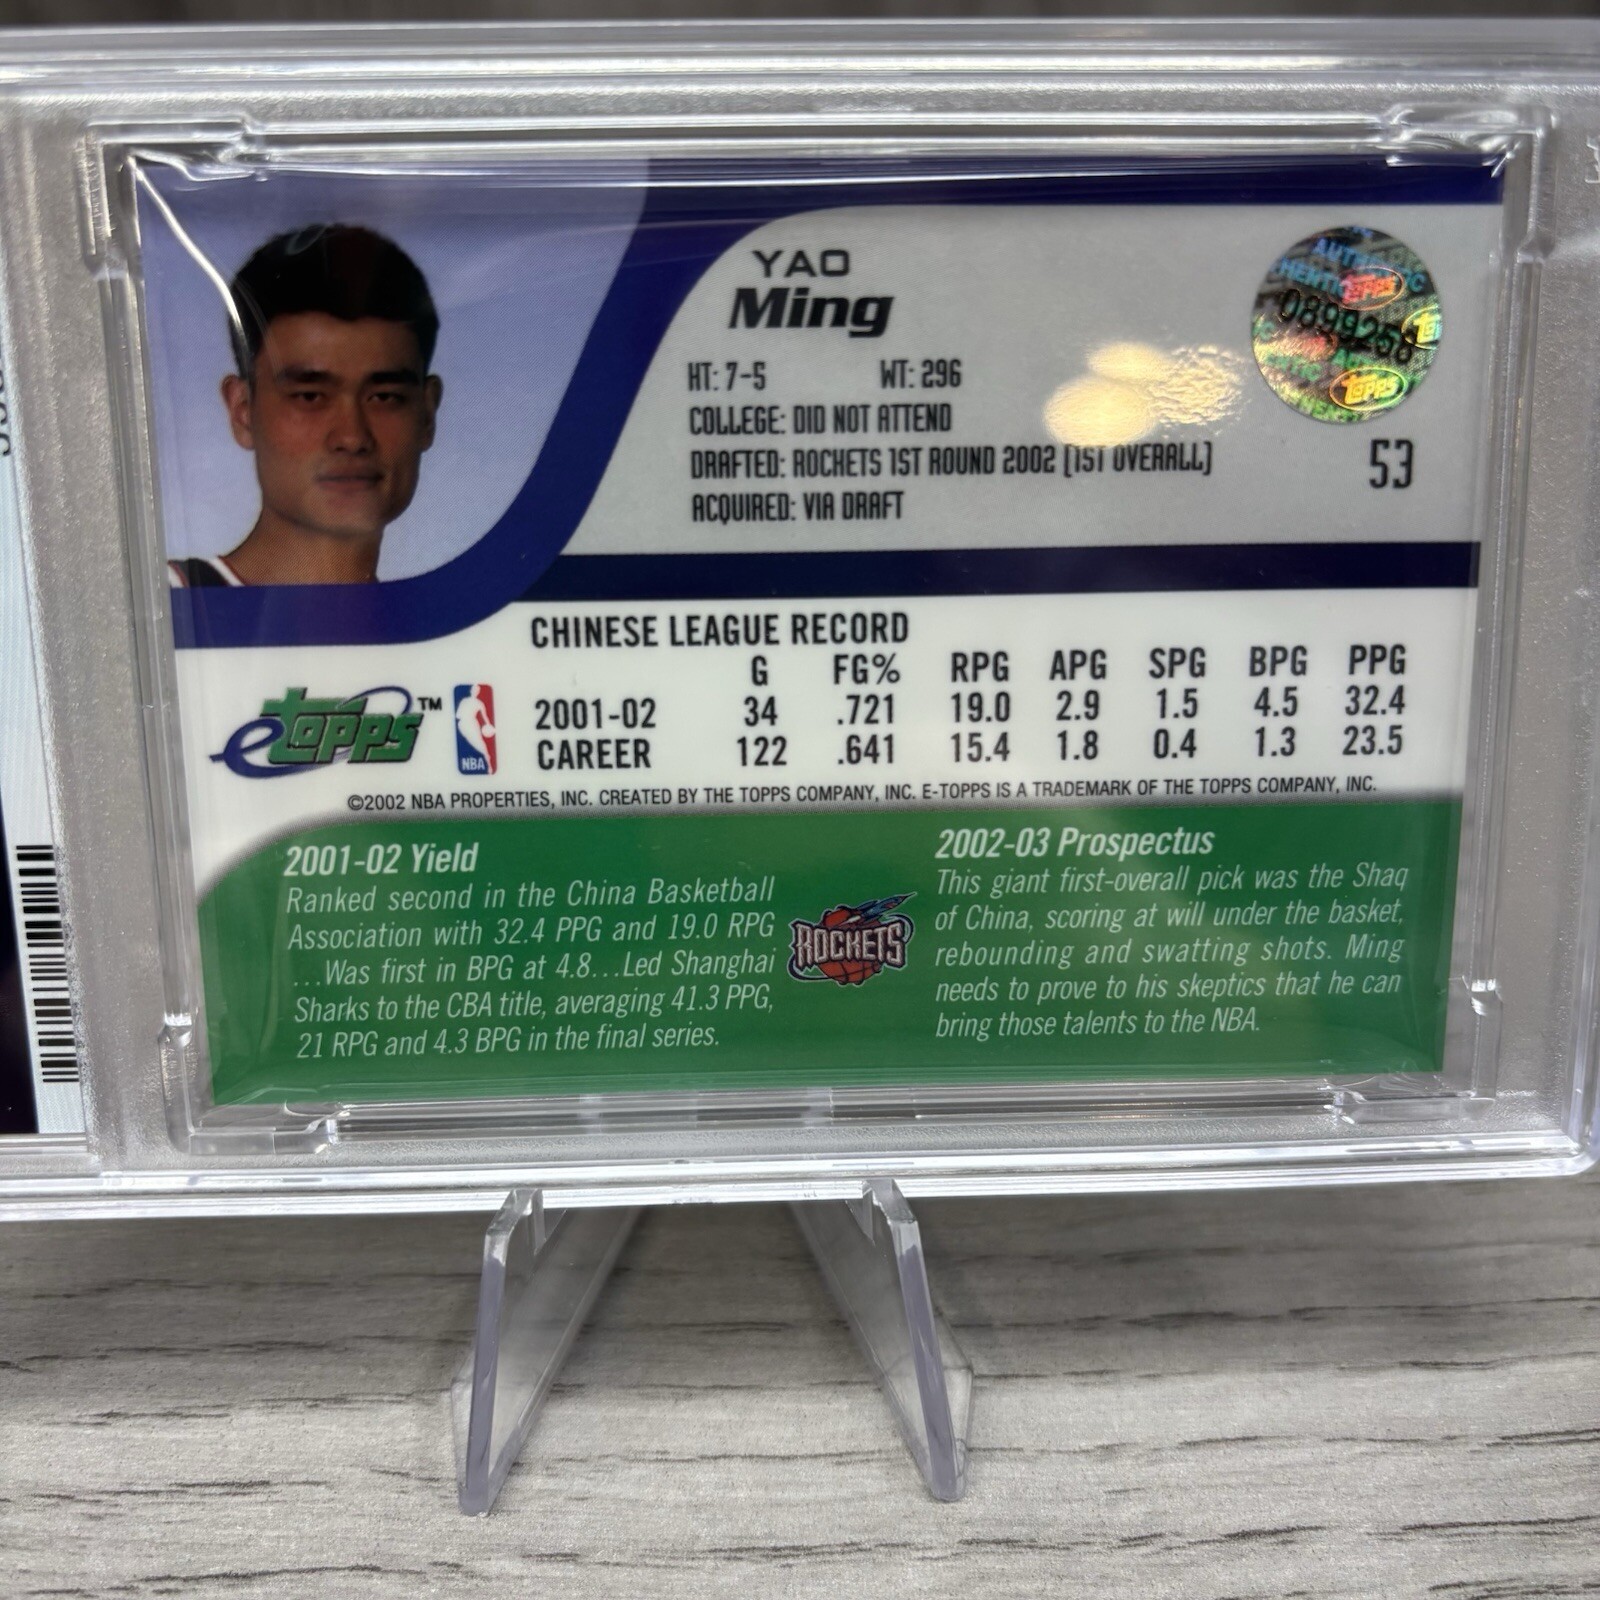 YAO
Ming
HT: 7-5 WT: 296
COLLEGE: DID NOT ATTEND
DRAFTED: ROCKETS 1ST ROUND 2002 [1ST OVERALL]
ACQUIRED: VIA DRAFT
AUTHENTIC
TOPPS
0899256
TOPPS
53
CHINESE LEAGUE RECORD
G FG% RPG APG SPG BPG PPG
2001-02 34 .721 19.0 2.9 1.5 4.5 32.4
CAREER 122 .641 15.4 1.8 0.4 1.3 23.5
eTOPPS™
NBA
©2002 NBA PROPERTIES, INC. CREATED BY THE TOPPS COMPANY, INC. E-TOPPS IS A TRADEMARK OF THE TOPPS COMPANY, INC.
2001-02 Yield
Ranked second in the China Basketball
Association with 32.4 PPG and 19.0 RPG
...Was first in BPG at 4.8...Led Shanghai
Sharks to the CBA title, averaging 41.3 PPG,
21 RPG and 4.3 BPG in the final series.
ROCKETS
2002-03 Prospectus
This giant first-overall pick was the Shaq
of China, scoring at will under the basket,
rebounding and swatting shots. Ming
needs to prove to his skeptics that he can
bring those talents to the NBA.